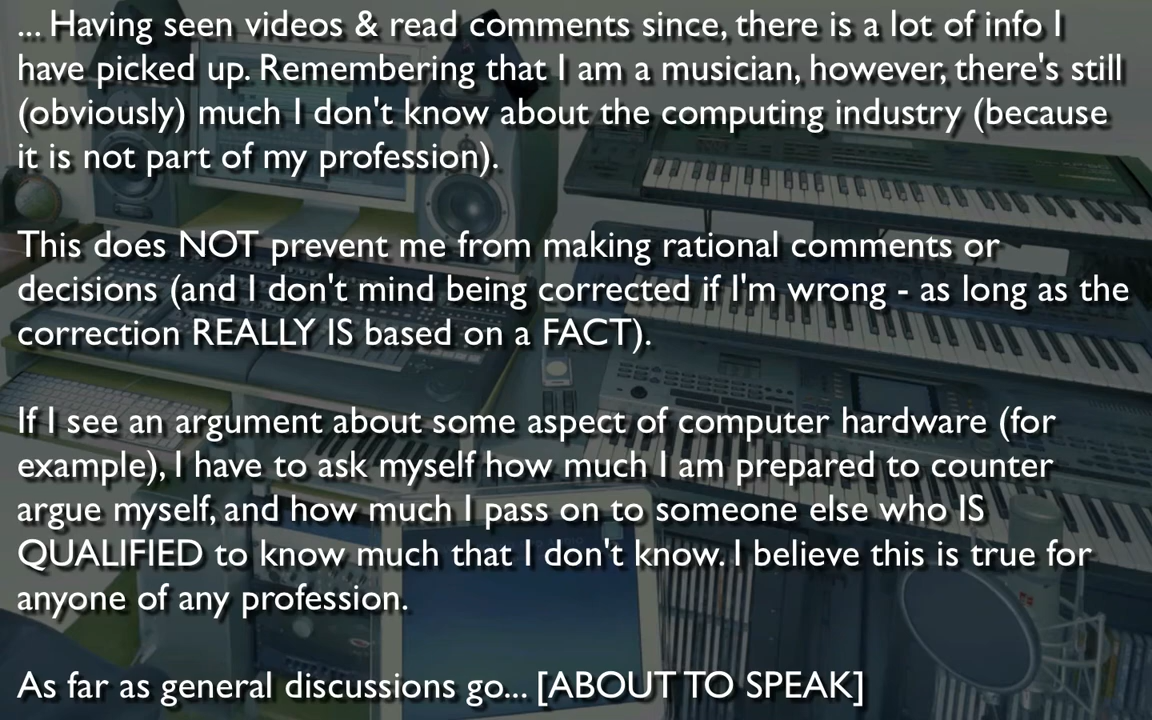 ... Having seen videos & read comments since, there is a lot of info I
have picked up. Remembering that I am a musician, however, there's still
(obviously) much I don't know about the computing industry (because
it is not part of my profession).
This does NOT prevent me from making rational comments or
decisions (and I don't mind being corrected if I'm wrong - as long as the
correction REALLY IS based on a FACT).
If I see an argument about some aspect of computer hardware (for
example), I have to ask myself how much I am prepared to counter
argue myself, and how much I pass on to someone else who IS
QUALIFIED to know much that I don't know. I believe this is true for
anyone of any profession.
As far as general discussions go... [ABOUT TO SPEAK]